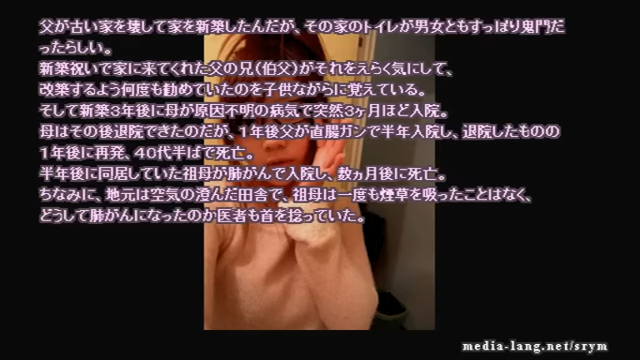 父が古い家を壊して家を新築したんだが、その家のトイレが男女ともすっぽり鬼門だ
ったらしい。
新築祝いで家に来てくれた父の兄（伯父）がそれをえらく気にして、
改築するよう何度も勧めていたのを子供ながらに覚えている。
そして新築３年後に母が原因不明の病気で突然３ヶ月ほど入院。
母はその後退院できたのだが、１年後父が直腸ガンで半年入院し、退院したものの
１年後に再発、４０代半ばで死亡。
半年後に同居していた祖母が肺がんで入院し、数ヵ月後に死亡。
ちなみに、地元は空気の澄んだ田舎で、祖母は一度も煙草を吸ったことはなく、
どうして肺がんになったのか医者も首を捻っていた。
media-lang.net/srym